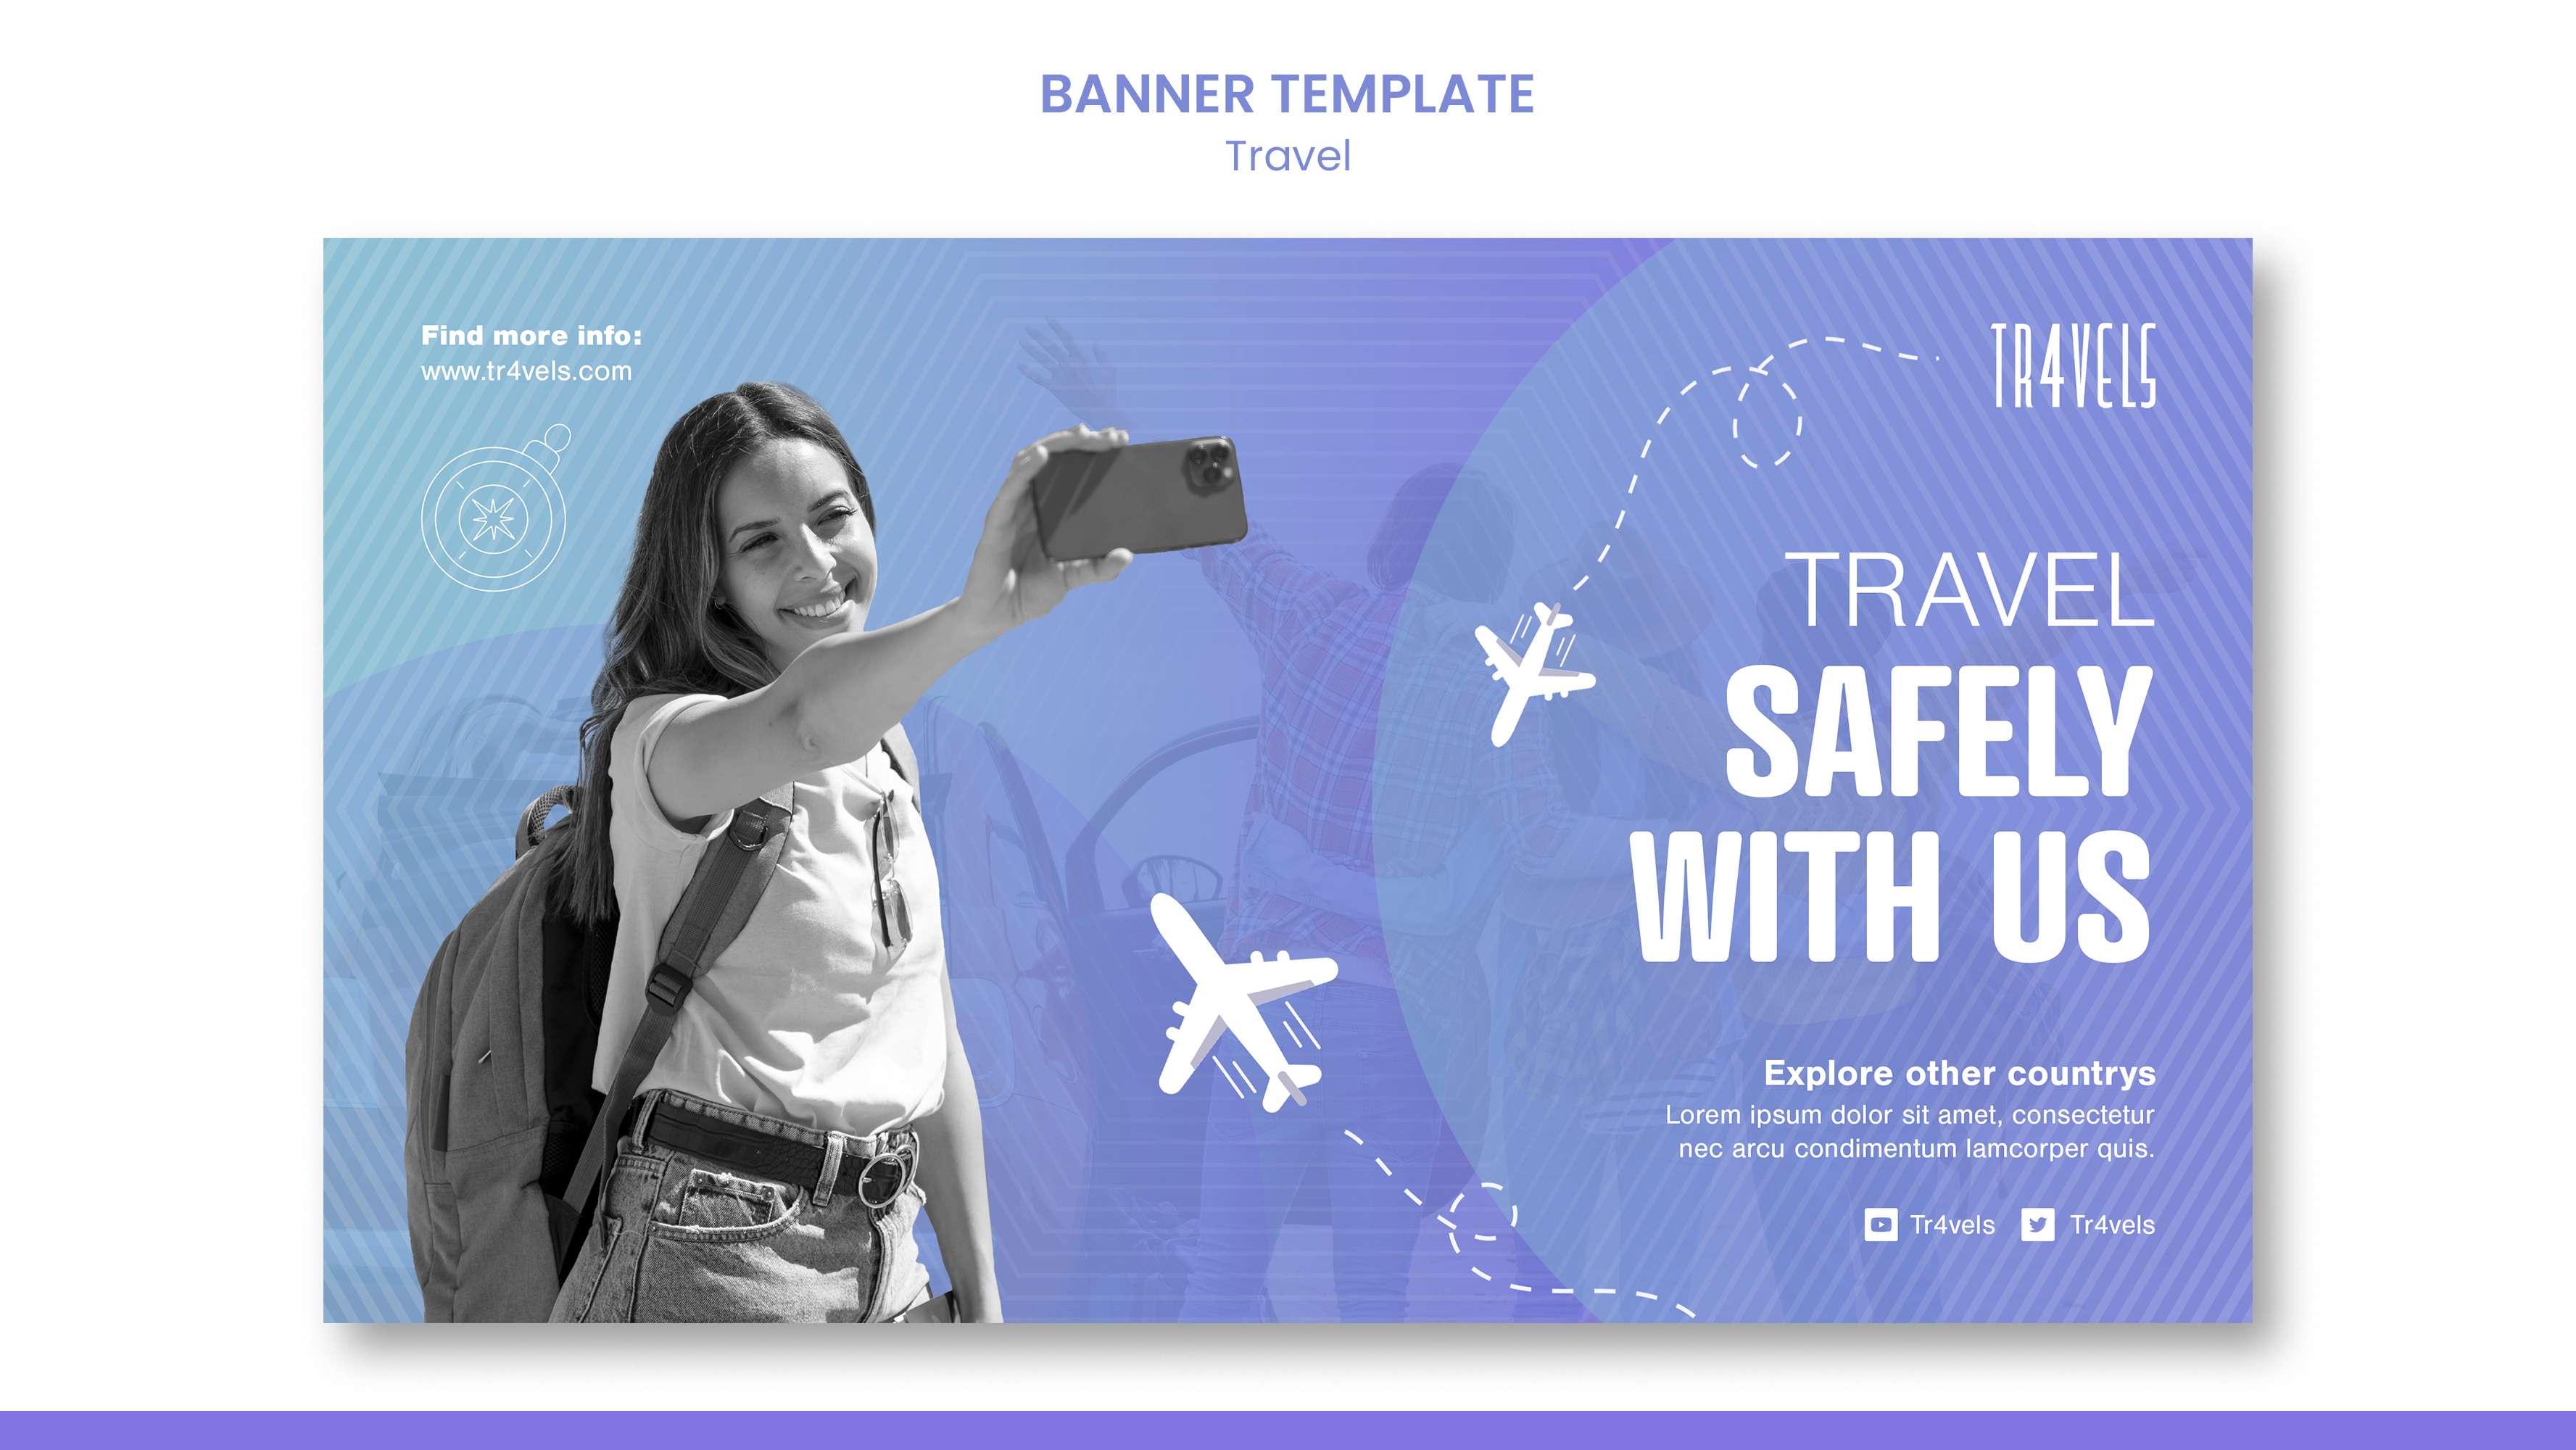 BANNER TEMPLATE
Travel
Find more info:
www.tr4vels.com
TR4VELS
TRAVEL
SAFELY
WITH US
Explore other countrys
Lorem ipsum dolor sit amet, consectetur
nec arcu condimentum lamcorper quis.
Tr4vels Tr4vels